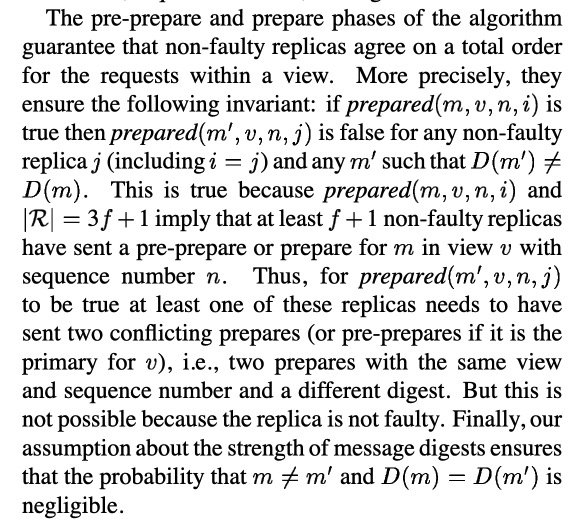 The pre-prepare and prepare phases of the algorithm
guarantee that non-faulty replicas agree on a total order
for the requests within a view. More precisely, they
ensure the following invariant: if prepared(m, v, n, i) is
true then prepared(m′, v, n, j) is false for any non-faulty
replica j (including i = j) and any m′ such that D(m′) ≠
D(m). This is true because prepared(m, v, n, i) and
|ℛ| = 3f + 1 imply that at least f + 1 non-faulty replicas
have sent a pre-prepare or prepare for m in view v with
sequence number n. Thus, for prepared(m′, v, n, j)
to be true at least one of these replicas needs to have
sent two conflicting prepares (or pre-prepares if it is the
primary for v), i.e., two prepares with the same view
and sequence number and a different digest. But this is
not possible because the replica is not faulty. Finally, our
assumption about the strength of message digests ensures
that the probability that m ≠ m′ and D(m) = D(m′) is
negligible.